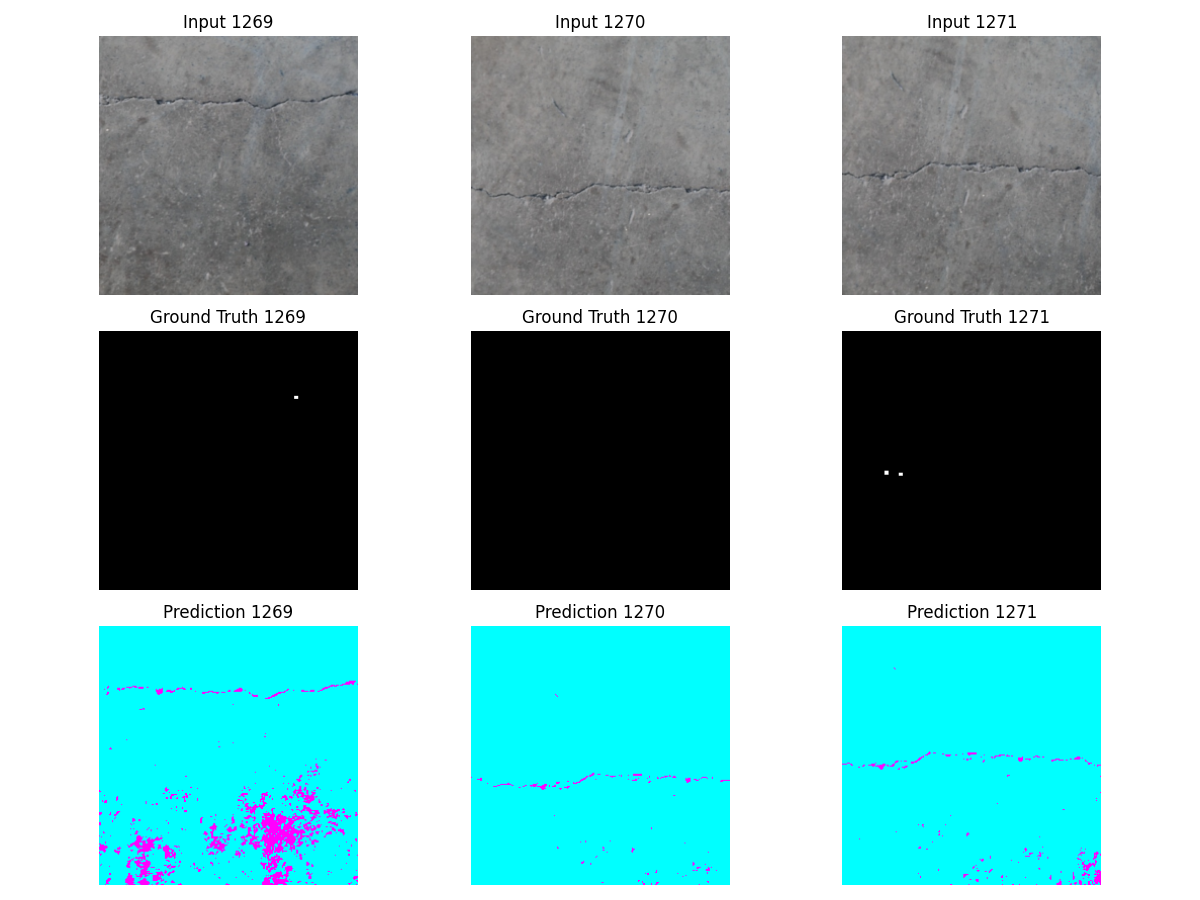 Input 1269
Input 1270
Input 1271
Ground Truth 1269
Ground Truth 1270
Ground Truth 1271
Prediction 1269
Prediction 1270
Prediction 1271